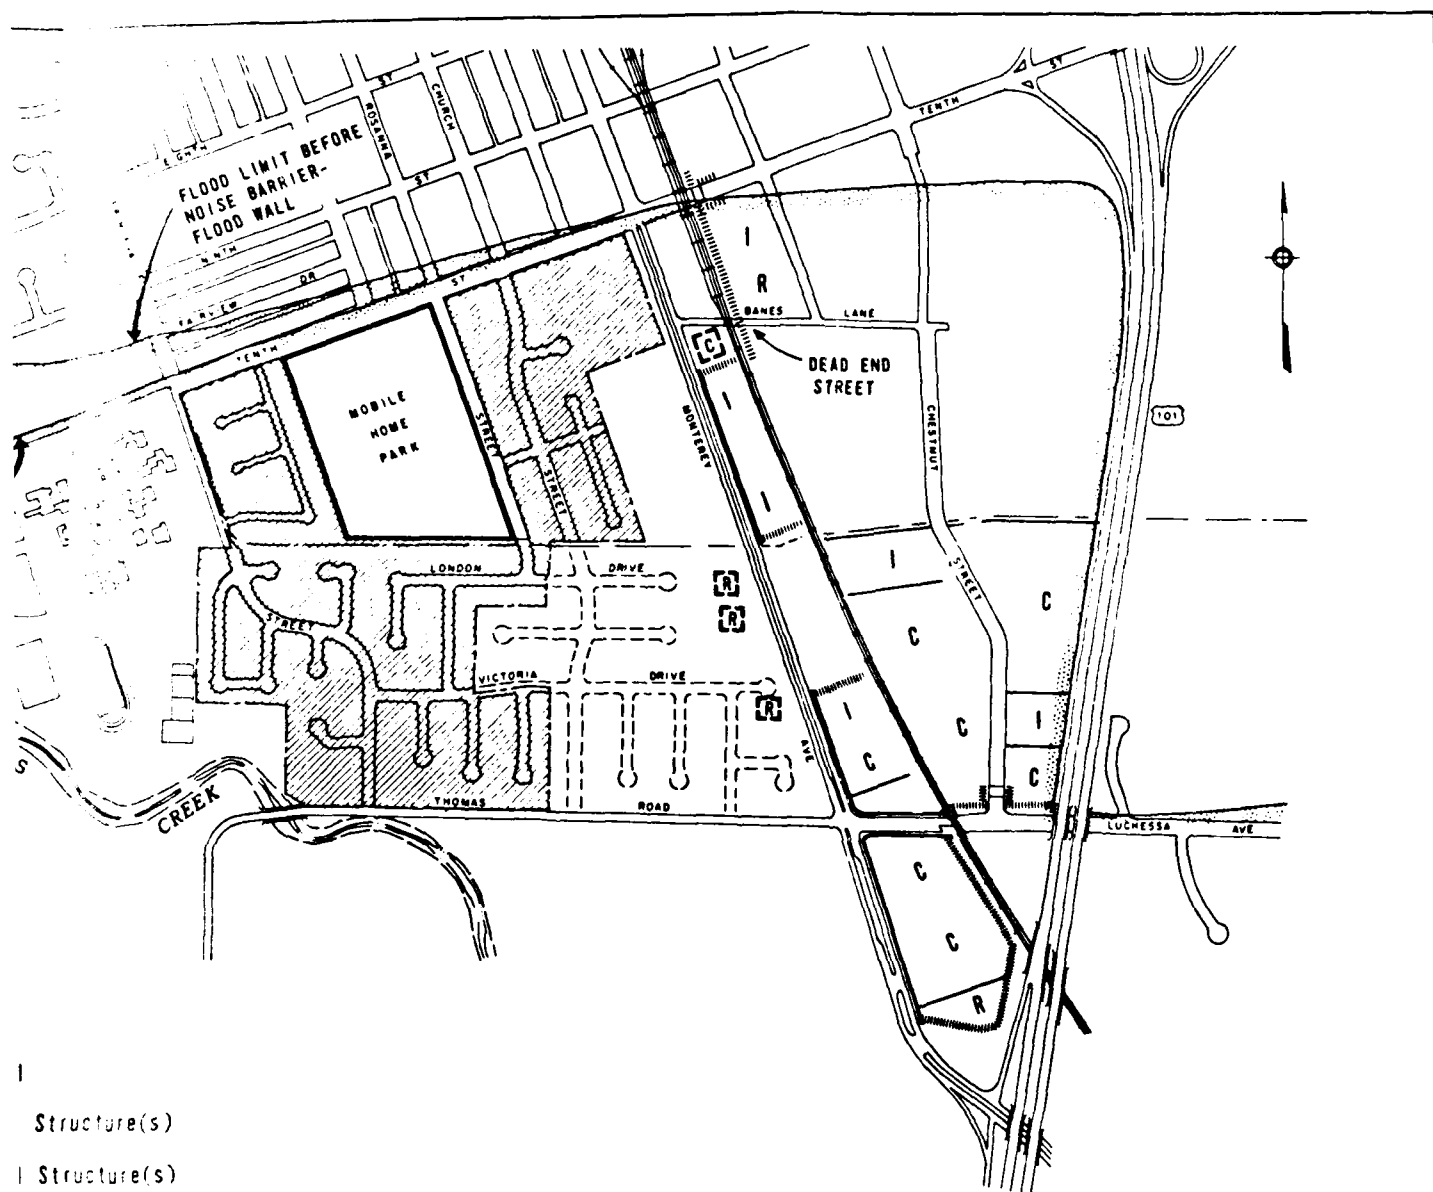 ST
CHURCH
ROSANNA
TENTH
ST
EIGHTH
ST
FLOOD LIMIT BEFORE
NOISE BARRIER-
FLOOD WALL
NINTH
DR
FAIRVIEW
ST
TENTH
I
R
BANES LANE
C
DEAD END
STREET
MOBILE
HOME
PARK
STREET
STREET
MONTEREY
I
I
CHESTNUT
101
LONDON DRIVE
R
R
I
STREET
C
C
STREET
VICTORIA DRIVE
R
I
C
C
I
C
AVE
S
CREEK
THOMAS ROAD
LUCHESSA AVE
C
C
R
I
Structure(s)
I Structure(s)